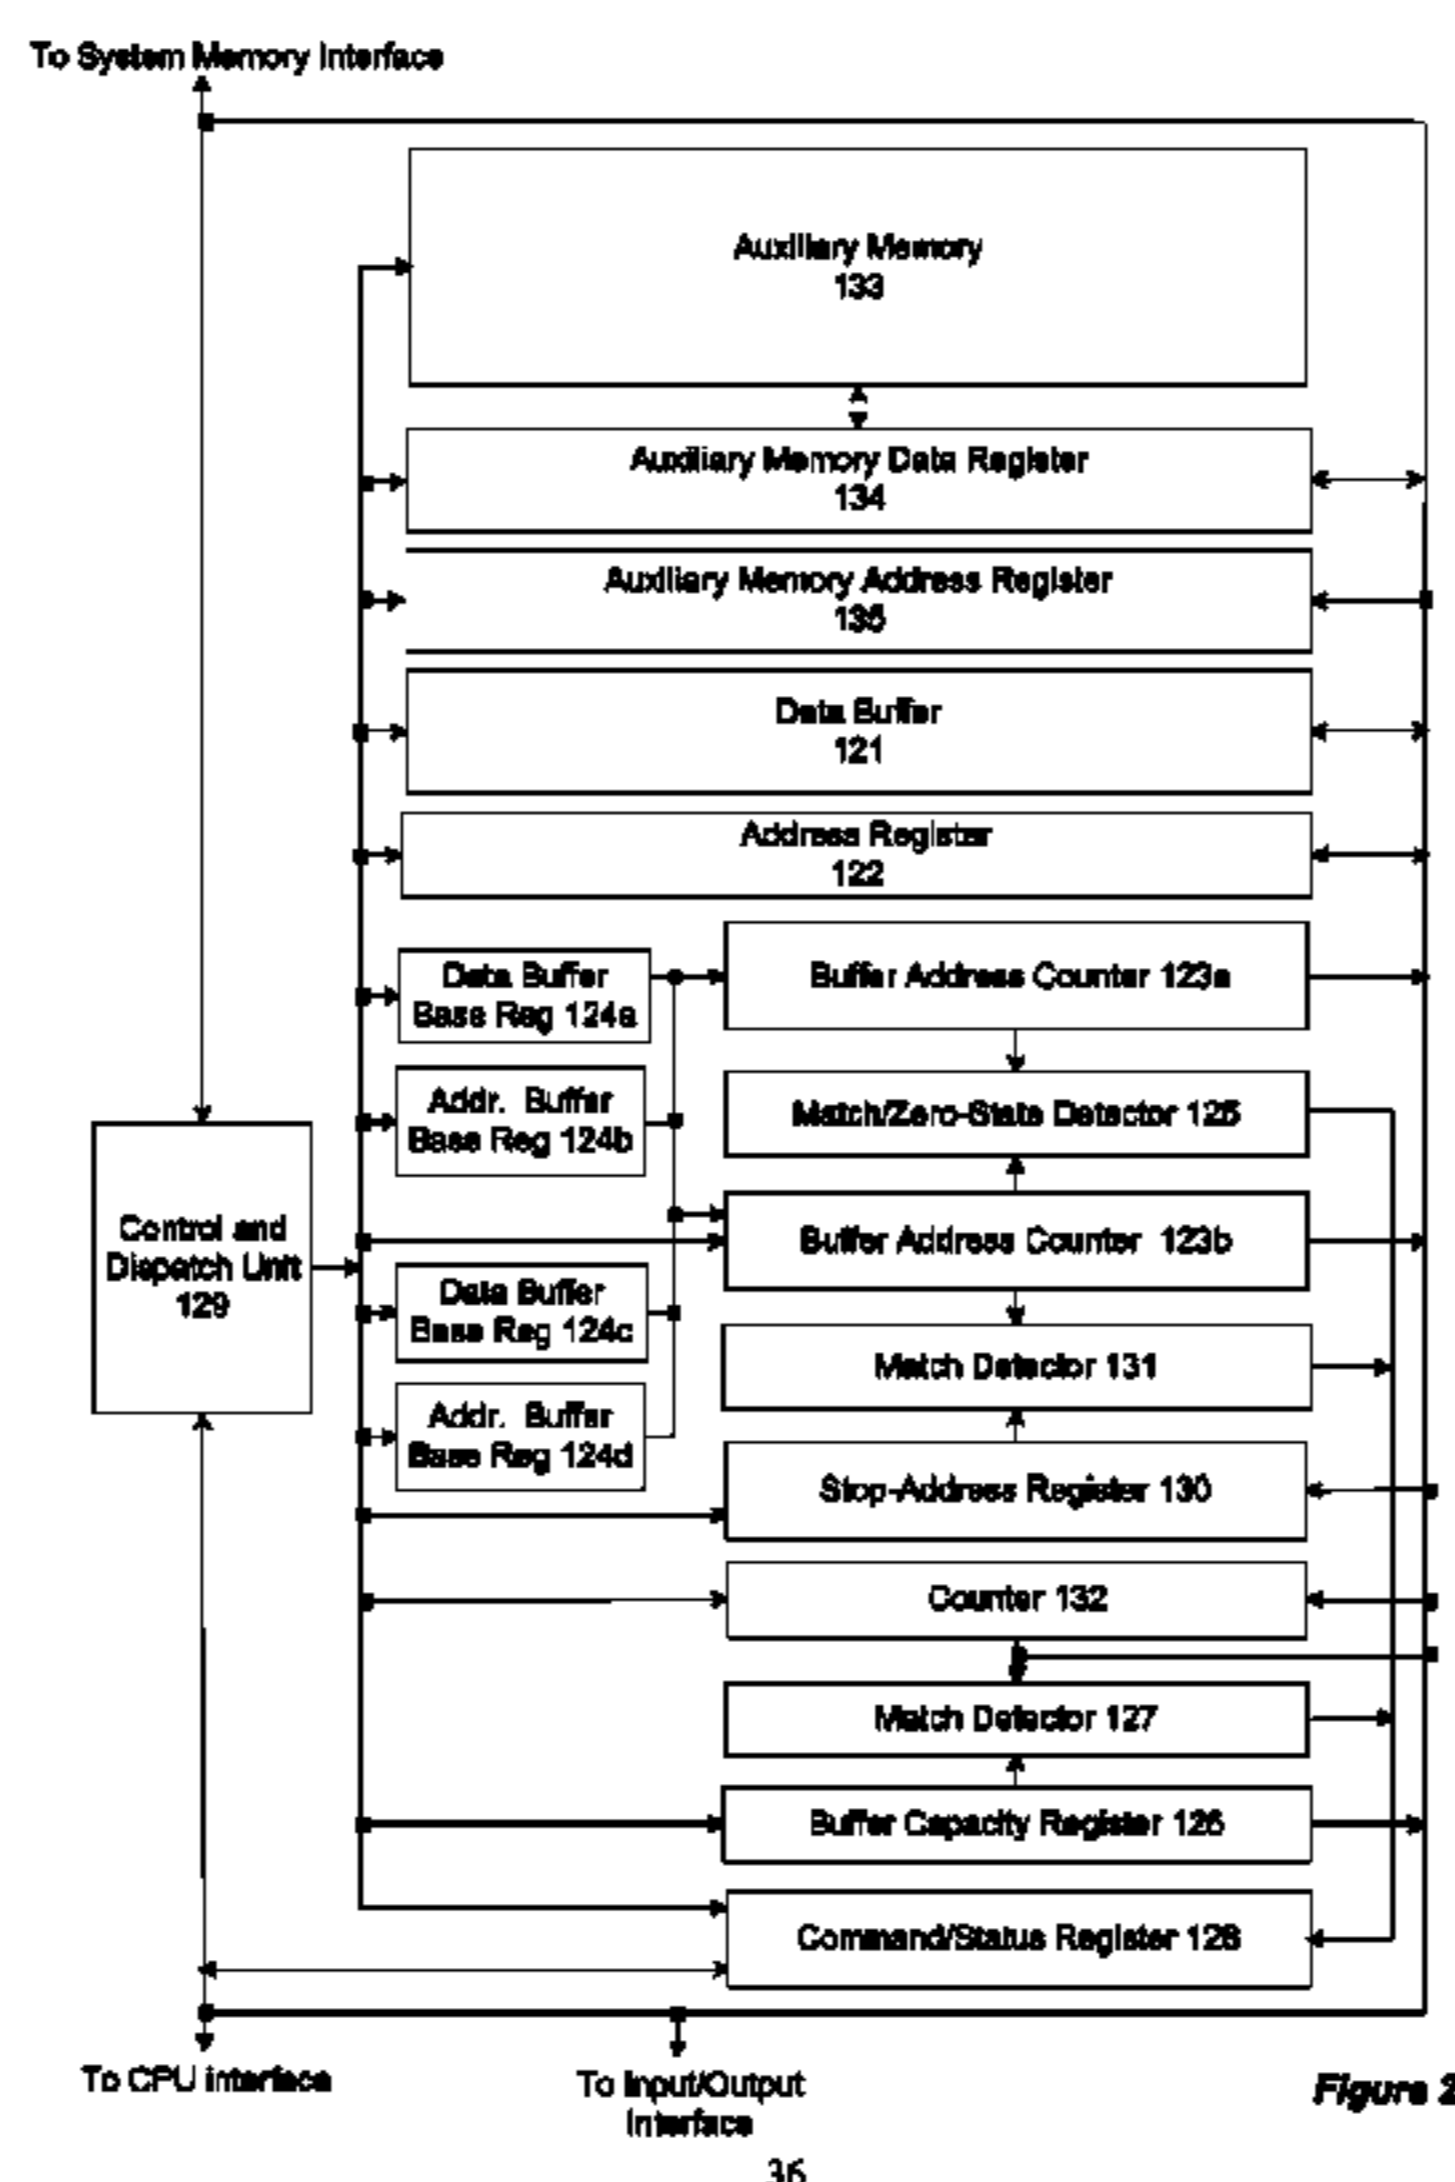 To System Memory Interface
Auxiliary Memory
133
Auxiliary Memory Data Register
134
Auxiliary Memory Address Register
135
Data Buffer
121
Address Register
122
Data Buffer
Base Reg 124a
Buffer Address Counter 123a
Addr. Buffer
Base Reg 124b
Match/Zero-State Detector 125
Control and
Dispatch Unit
129
Buffer Address Counter 123b
Data Buffer
Base Reg 124c
Match Detector 131
Addr. Buffer
Base Reg 124d
Stop-Address Register 130
Counter 132
Match Detector 127
Buffer Capacity Register 126
Command/Status Register 128
To CPU interface
To Input/Output
Interface
Figure 2
36